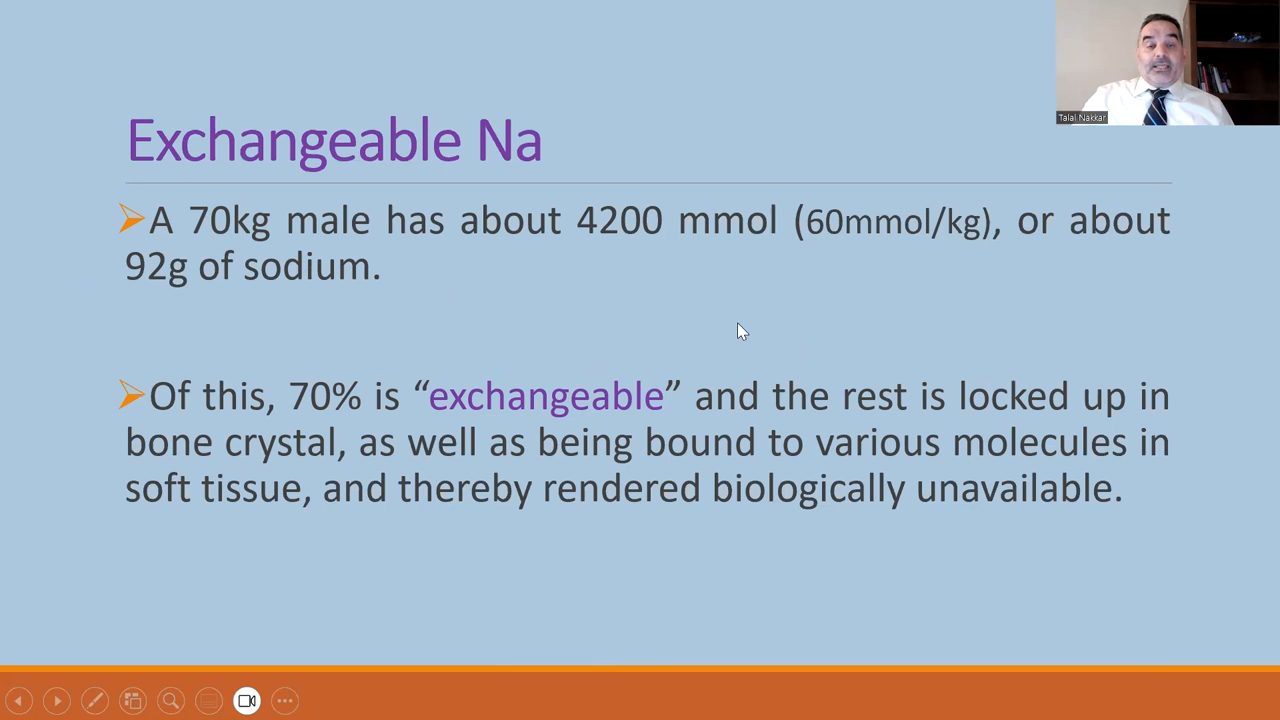 Talal Nakkar
Exchangeable Na
A 70kg male has about 4200 mmol (60mmol/kg), or about
92g of sodium.
Of this, 70% is “exchangeable” and the rest is locked up in
bone crystal, as well as being bound to various molecules in
soft tissue, and thereby rendered biologically unavailable.